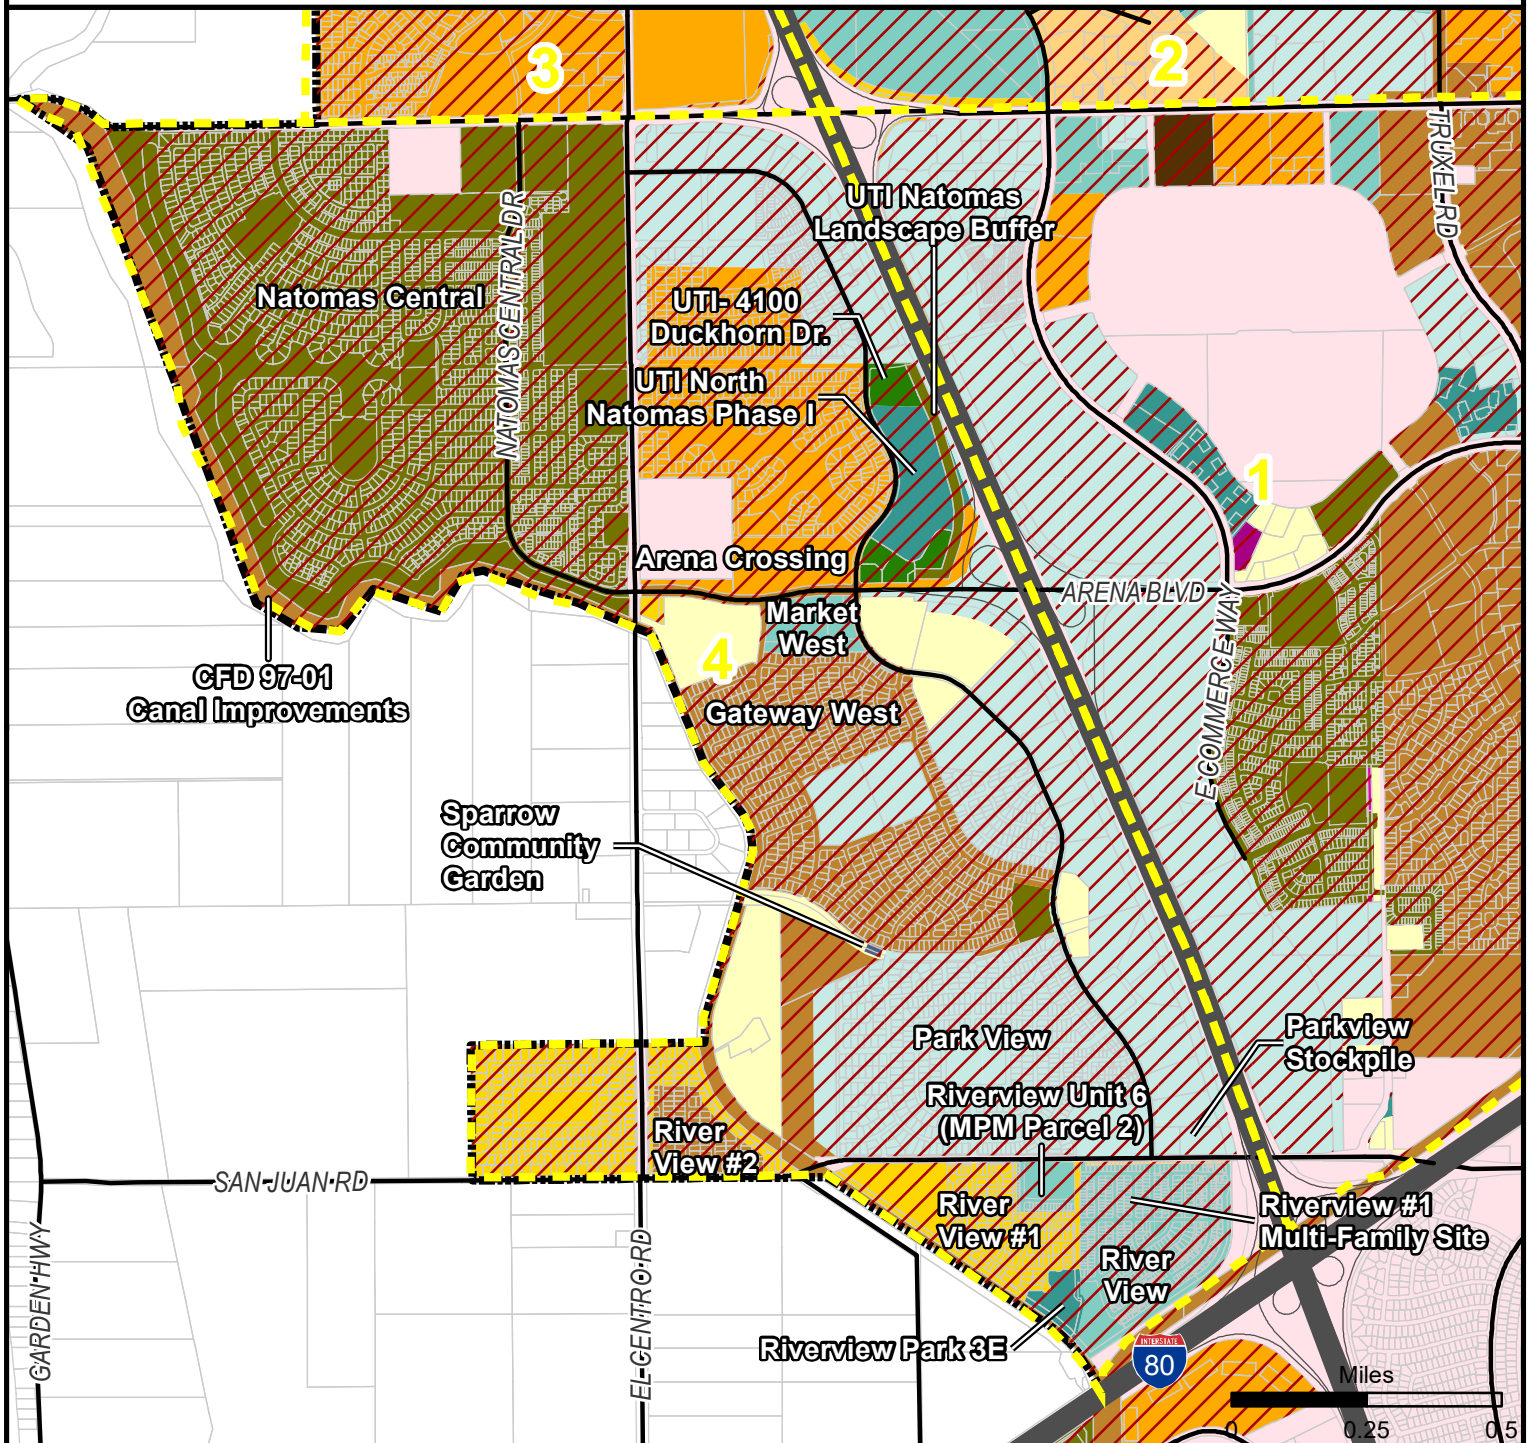 3
2
TRUXEL RD
UTI Natomas
Landscape Buffer
Natomas Central
NATOMAS CENTRAL DR
UTI- 4100
Duckhorn Dr.
UTI North
Natomas Phase I
1
Arena Crossing
ARENA BLVD
Market
West
4
E COMMERCE WAY
CFD 97-01
Canal Improvements
Gateway West
Sparrow
Community
Garden
Park View
Parkview
Stockpile
Riverview Unit 6
(MPM Parcel 2)
River
View #2
SAN JUAN RD
River
View #1
Riverview #1
Multi-Family Site
River
View
GARDEN HWY
EL CENTRO RD
Riverview Park 3E
INTERSTATE
80
Miles
0 0.25 0.5